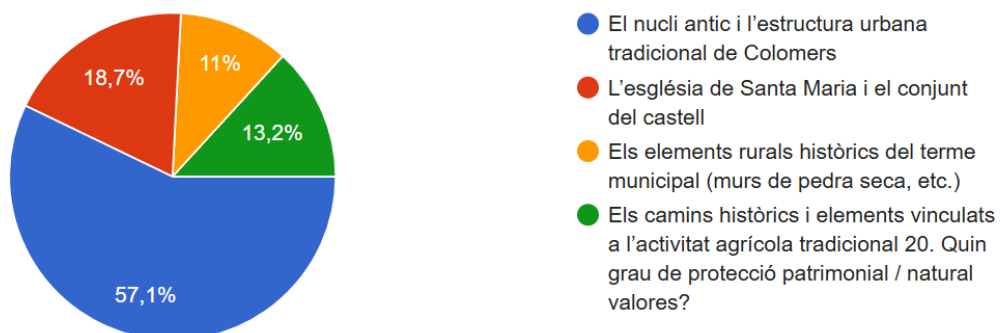 18,7%
11%
13,2%
57,1%
El nucli antic i l’estructura urbana
tradicional de Colomers
L’església de Santa Maria i el conjunt
del castell
Els elements rurals històrics del terme
municipal (murs de pedra seca, etc.)
Els camins històrics i elements vinculats
a l’activitat agrícola tradicional 20. Quin
grau de protecció patrimonial / natural
valores?